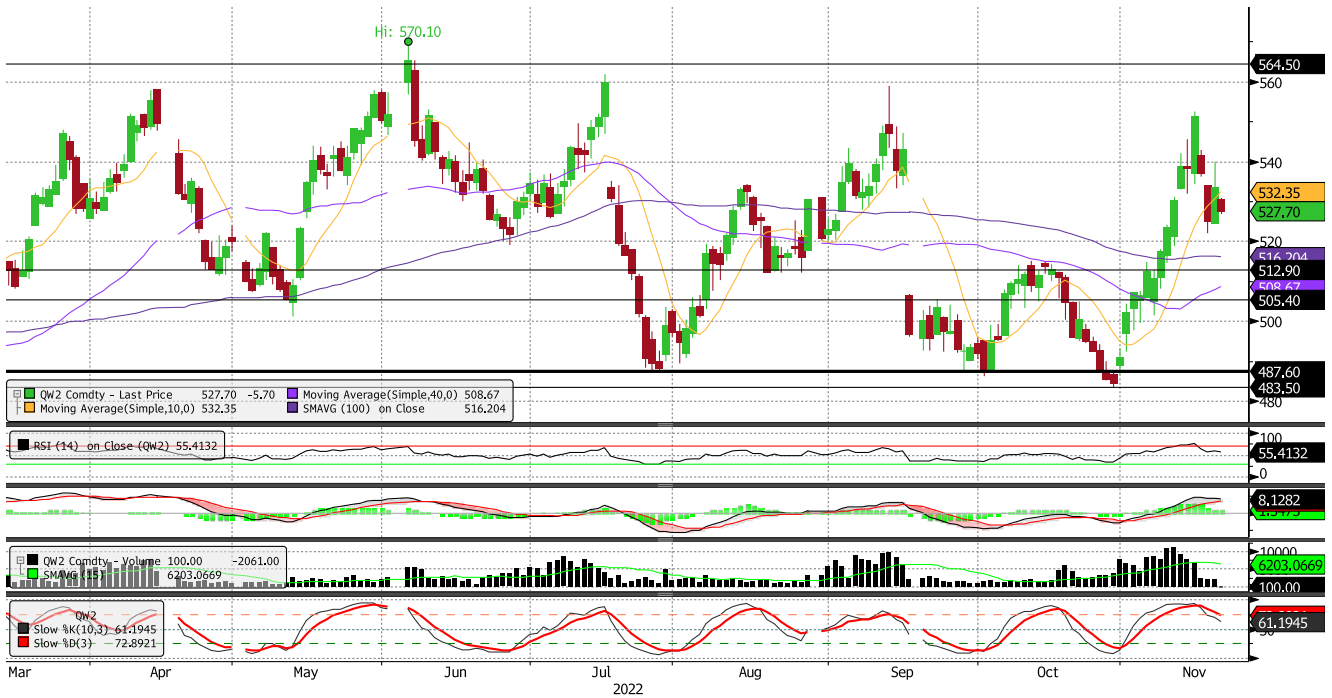 Hi: 570.10
564.50
560
540
532.35
527.70
520
516.204
512.90
508.67
505.40
500
487.60
483.50
480
QW2 Comdty - Last Price 527.70 -5.70 Moving Average(Simple,40,0) 508.67
Moving Average(Simple,10,0) 532.35 SMAVG (100) on Close 516.204
RSI (14) on Close (QW2) 55.4132
100
55.4132
0
8.1282
QW2 Comdty - Volume 100.00 -2061.00
SMAVG (15) 6203.0669
10000
6203.0669
100.00
QW2
Slow %K(10,3) 61.1945
Slow %D(3) 72.8921
61.1945
50
Mar Apr May Jun Jul Aug Sep Oct Nov
2022